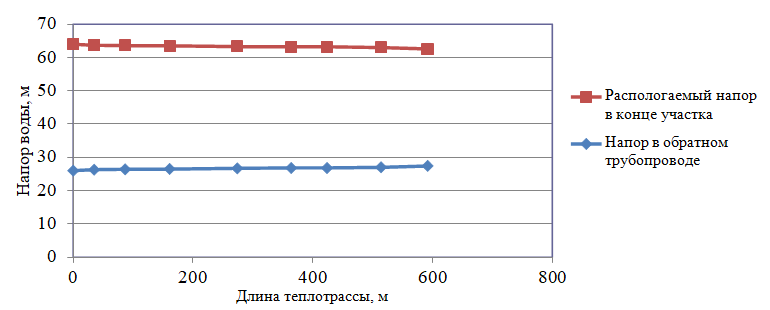 70
60
50
40
30
20
10
0
Напор воды, м
0 200 400 600 800
Длина теплотрассы, м
Распологаемый напор
в конце участка
Напор в обратном
трубопроводе